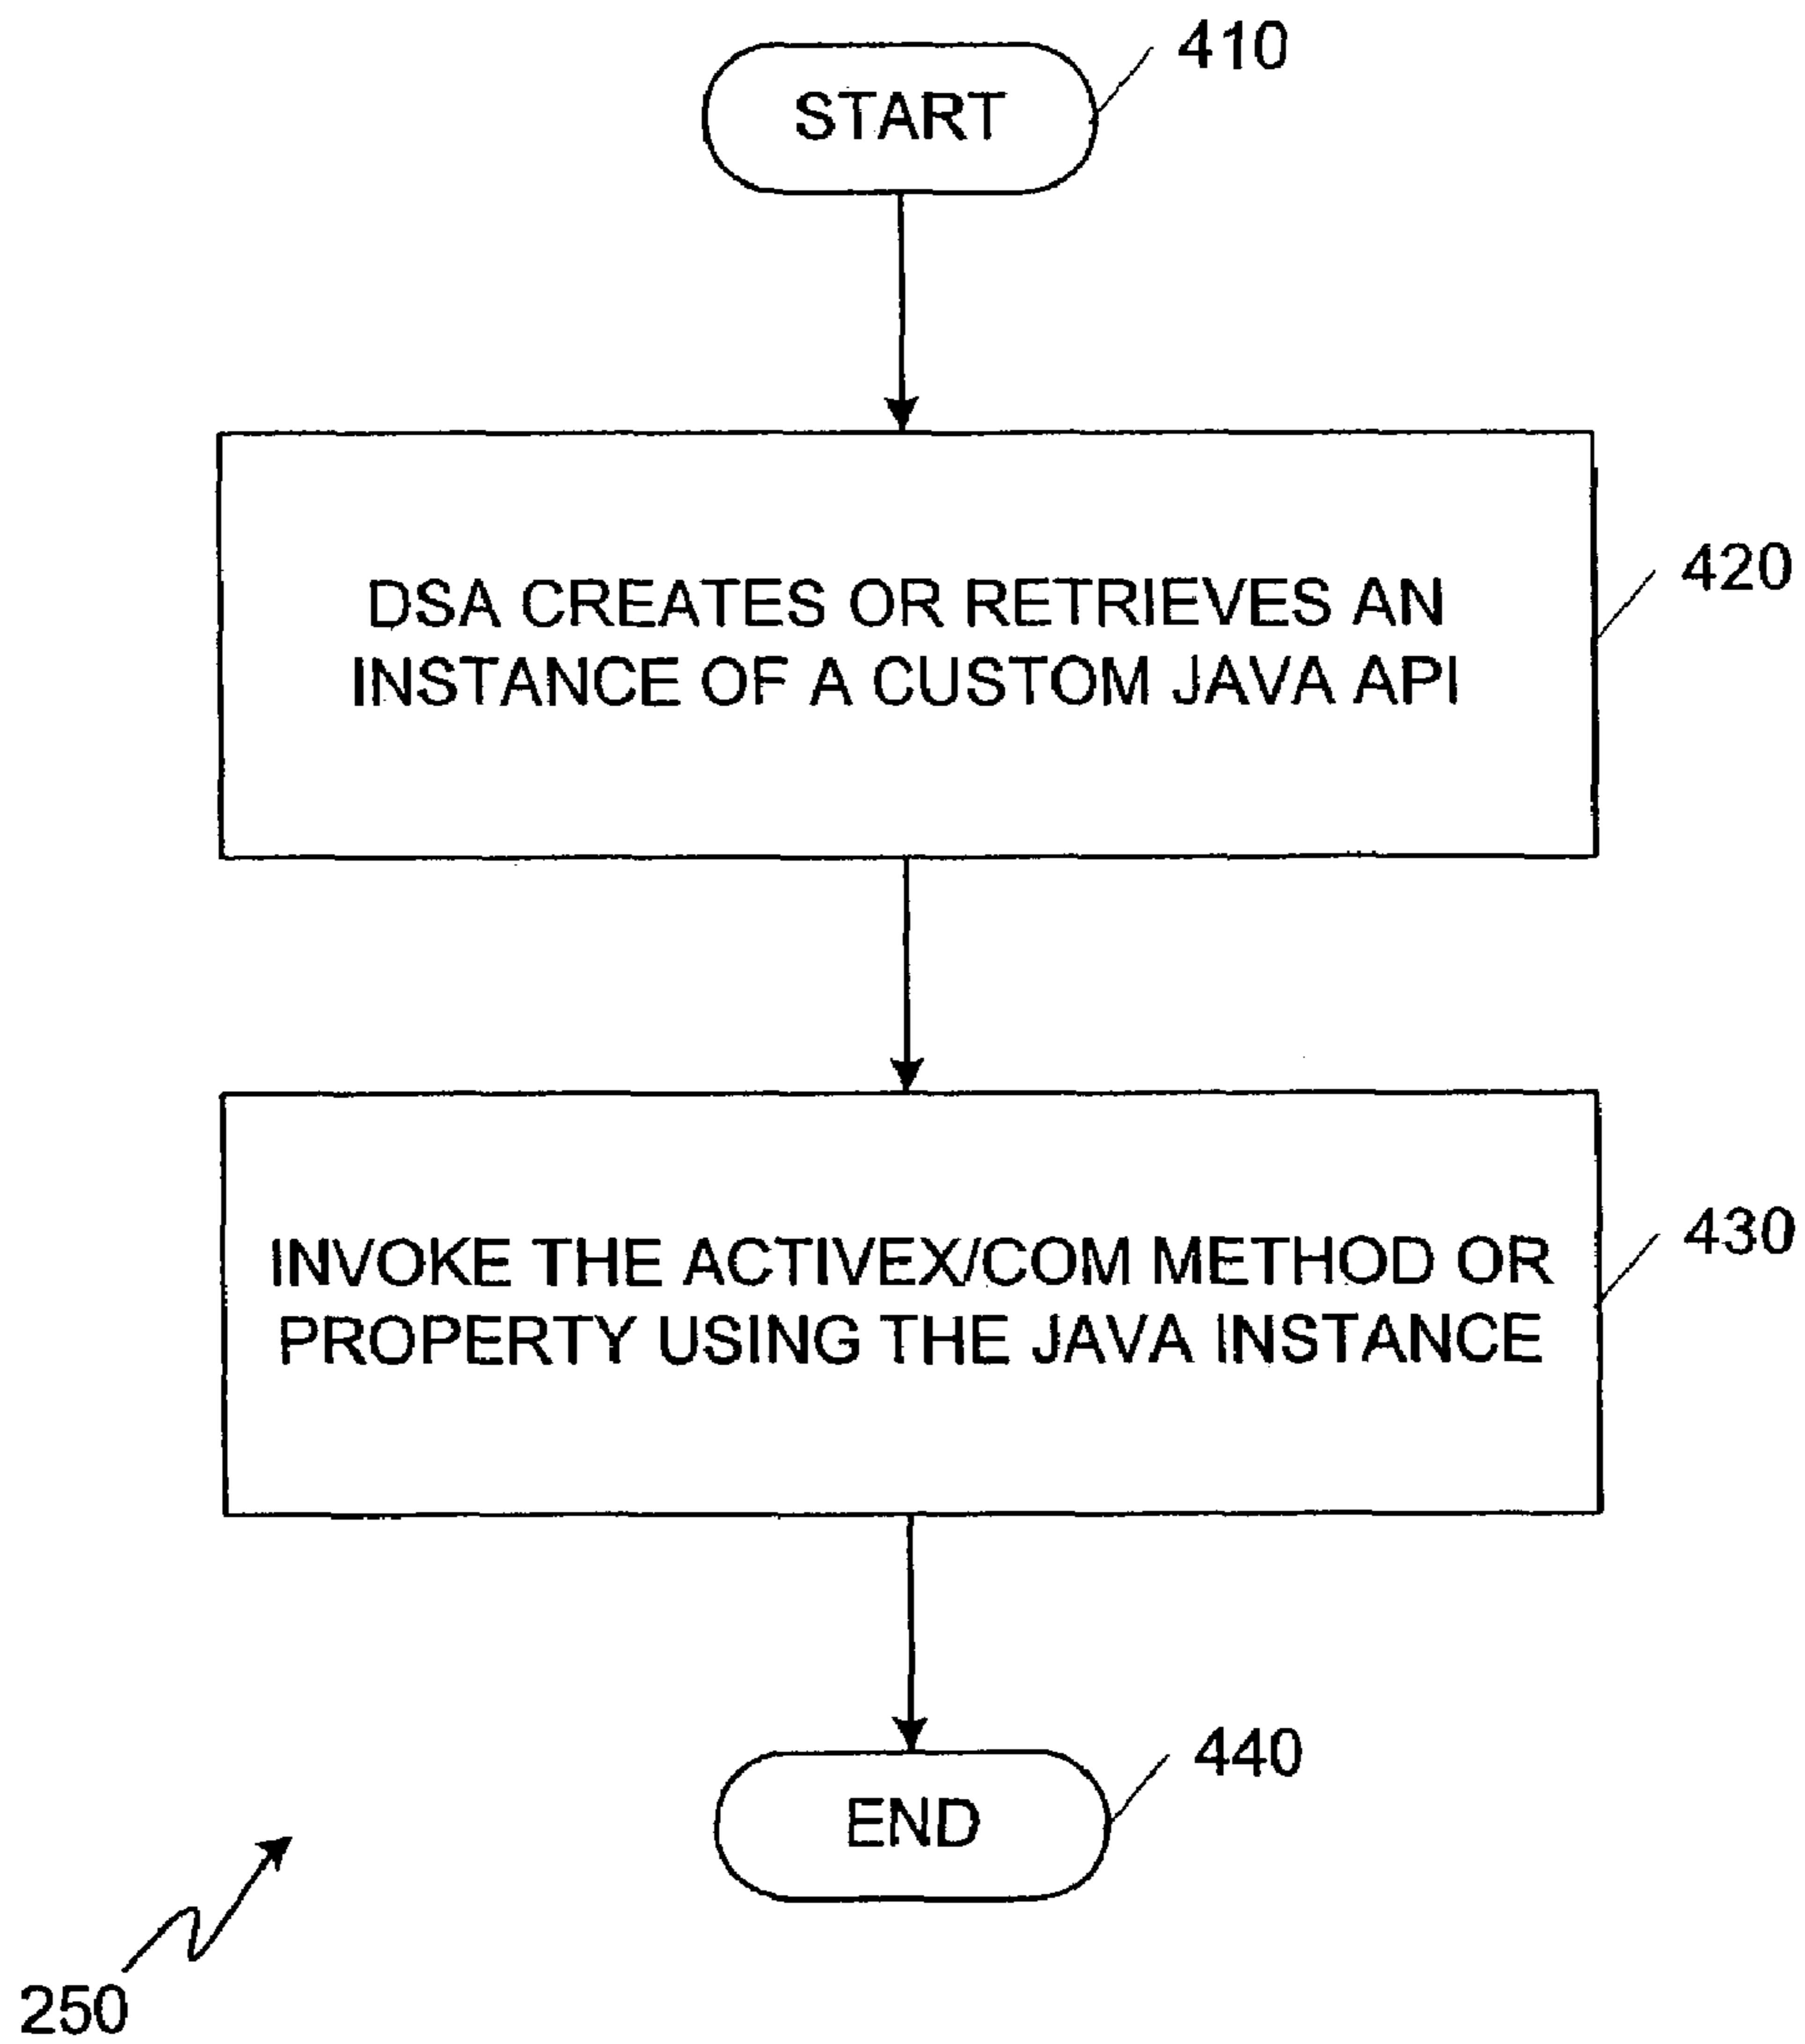 410
START
420
DSA CREATES OR RETRIEVES AN
INSTANCE OF A CUSTOM JAVA API
430
INVOKE THE ACTIVEX/COM METHOD OR
PROPERTY USING THE JAVA INSTANCE
440
END
250